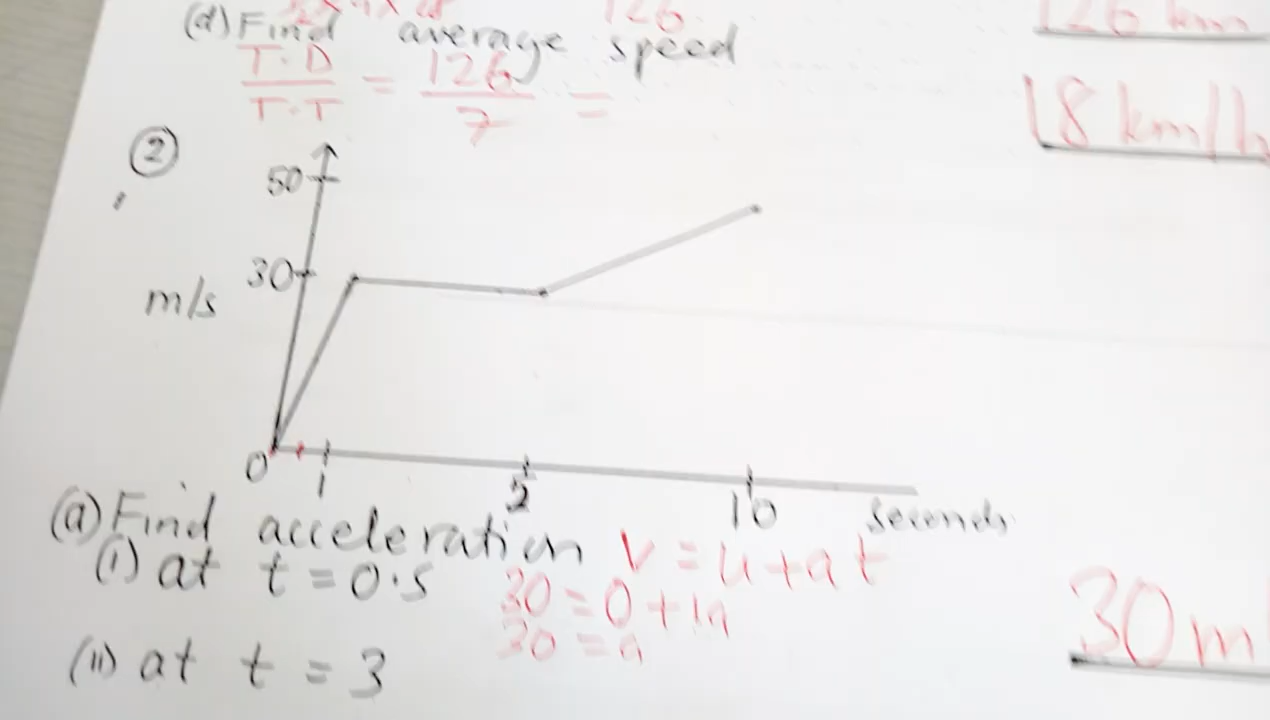 126 126 km
(d) Find average speed
T.D / T.T = 126 / 7 = 18 km/h
②
50
30
m/s
0 1 5 10 seconds
(a) Find acceleration v = u + at
(i) at t = 0.5 30 = 0 + 1a
30 = a 30 m
(ii) at t = 3